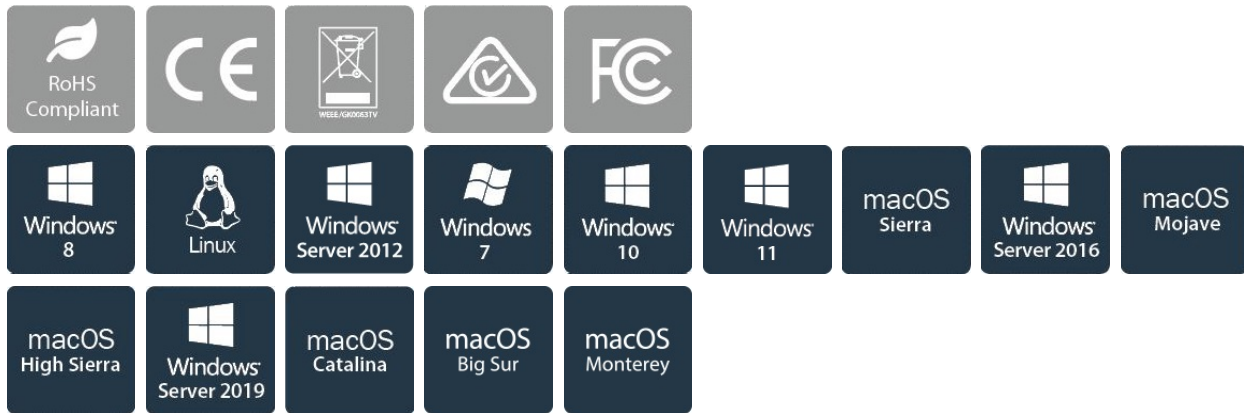 RoHS
Compliant
CE
WEEE/GK0063TV
FC
Windows
8
Linux
Windows
Server 2012
Windows
7
Windows
10
Windows
11
macOS
Sierra
Windows
Server 2016
macOS
Mojave
macOS
High Sierra
Windows
Server 2019
macOS
Catalina
macOS
Big Sur
macOS
Monterey